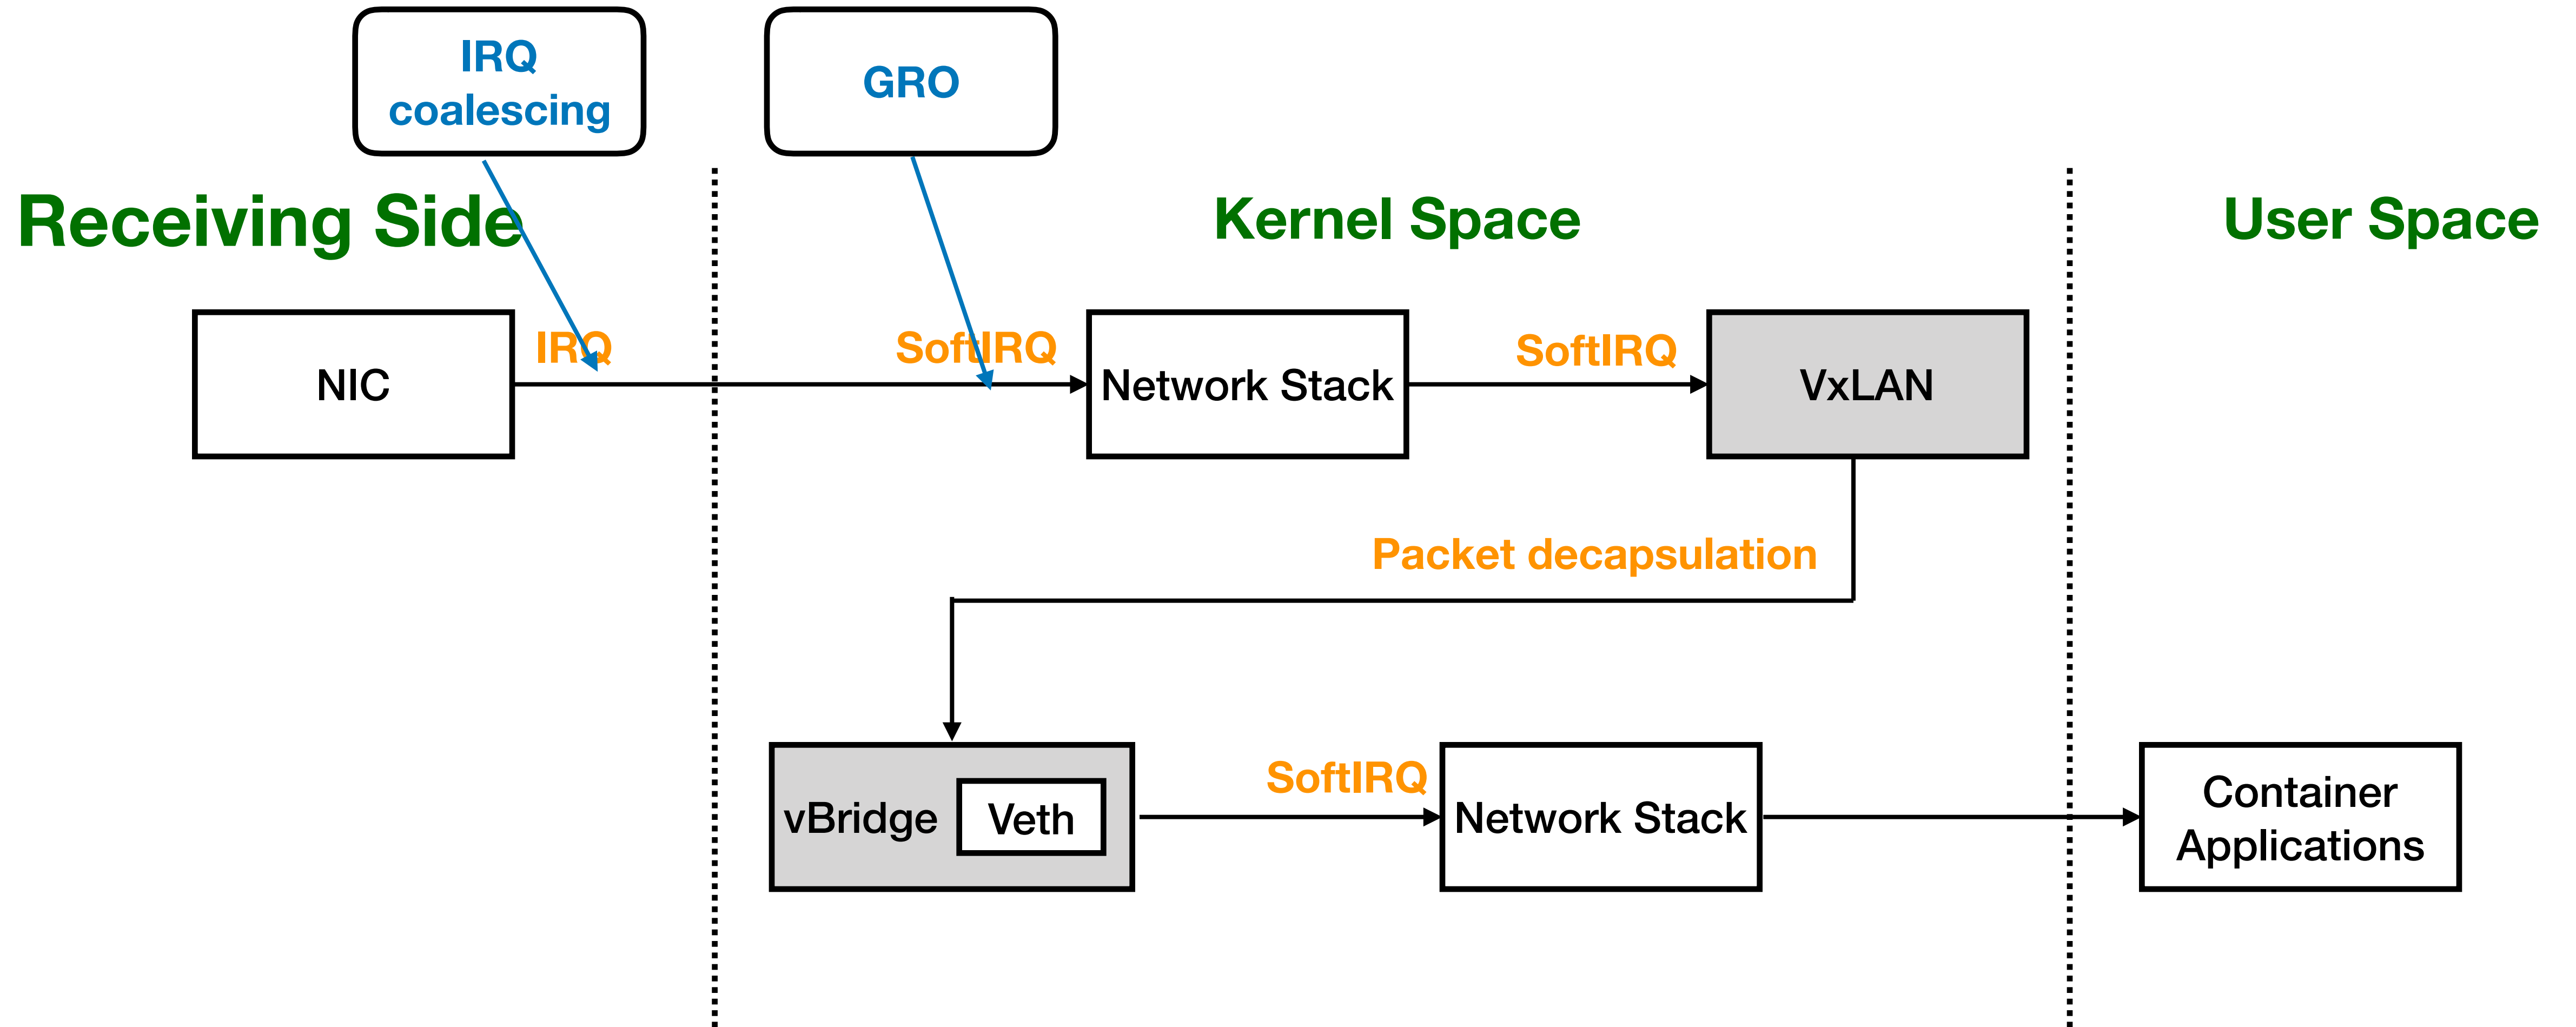 IRQ
coalescing
GRO
Receiving Side
Kernel Space
User Space
IRQ
SoftIRQ
SoftIRQ
NIC
Network Stack
VxLAN
Packet decapsulation
SoftIRQ
vBridge
Veth
Network Stack
Container
Applications